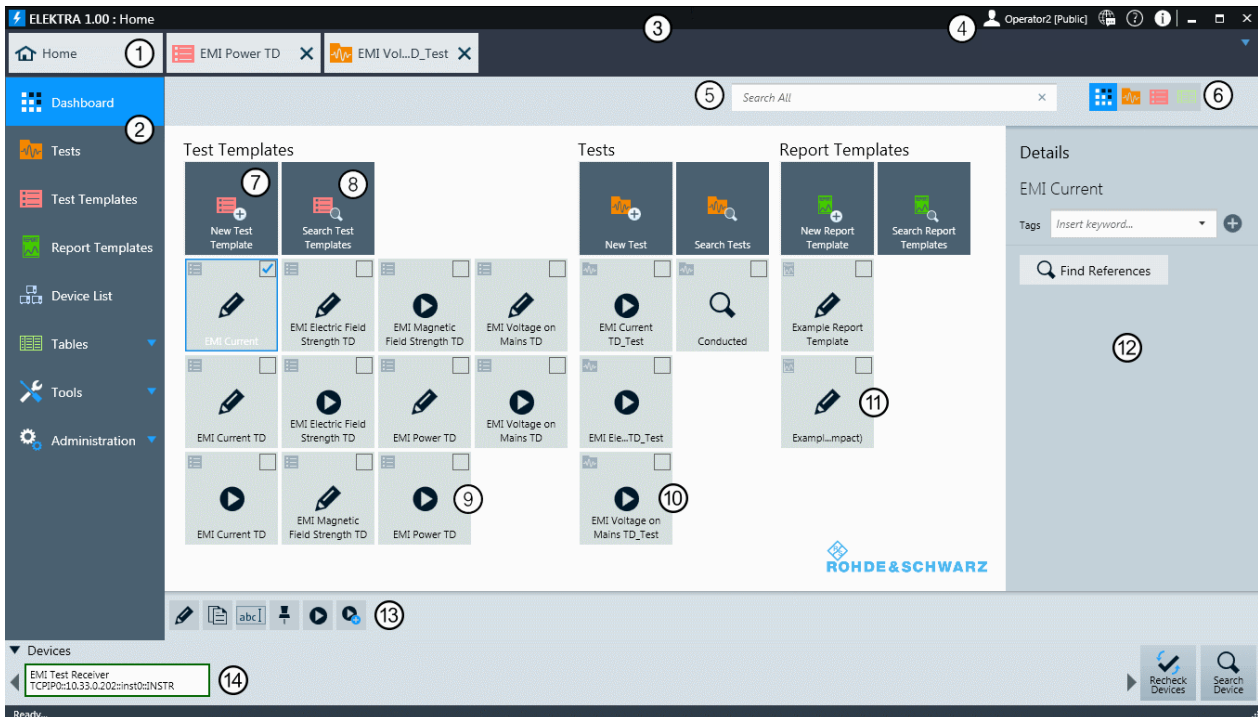 ELEKTRA 1.00 : Home
3
4
Operator2 [Public]
Home
1
EMI Power TD
EMI Vol...D_Test
Dashboard
2
Tests
Test Templates
Report Templates
Device List
Tables
Tools
Administration
5
Search All
6
Test Templates
Tests
Report Templates
7
New Test
Template
8
Search Test
Templates
New Test
Search Tests
New Report
Template
Search Report
Templates
EMI Current
EMI Electric Field
Strength TD
EMI Magnetic
Field Strength TD
EMI Voltage on
Mains TD
EMI Current
TD_Test
Conducted
Example Report
Template
EMI Current TD
EMI Electric Field
Strength TD
EMI Power TD
EMI Voltage on
Mains TD
EMI Ele...TD_Test
Exampl...mpact)
11
EMI Current TD
EMI Magnetic
Field Strength TD
EMI Power TD
9
EMI Voltage on
Mains TD_Test
10
ROHDE&SCHWARZ
Details
EMI Current
Tags
Insert keyword...
Find References
12
abc
13
Devices
EMI Test Receiver
TCPIP0::10.33.0.202::inst0::INSTR
14
Recheck
Devices
Search
Device
Ready...